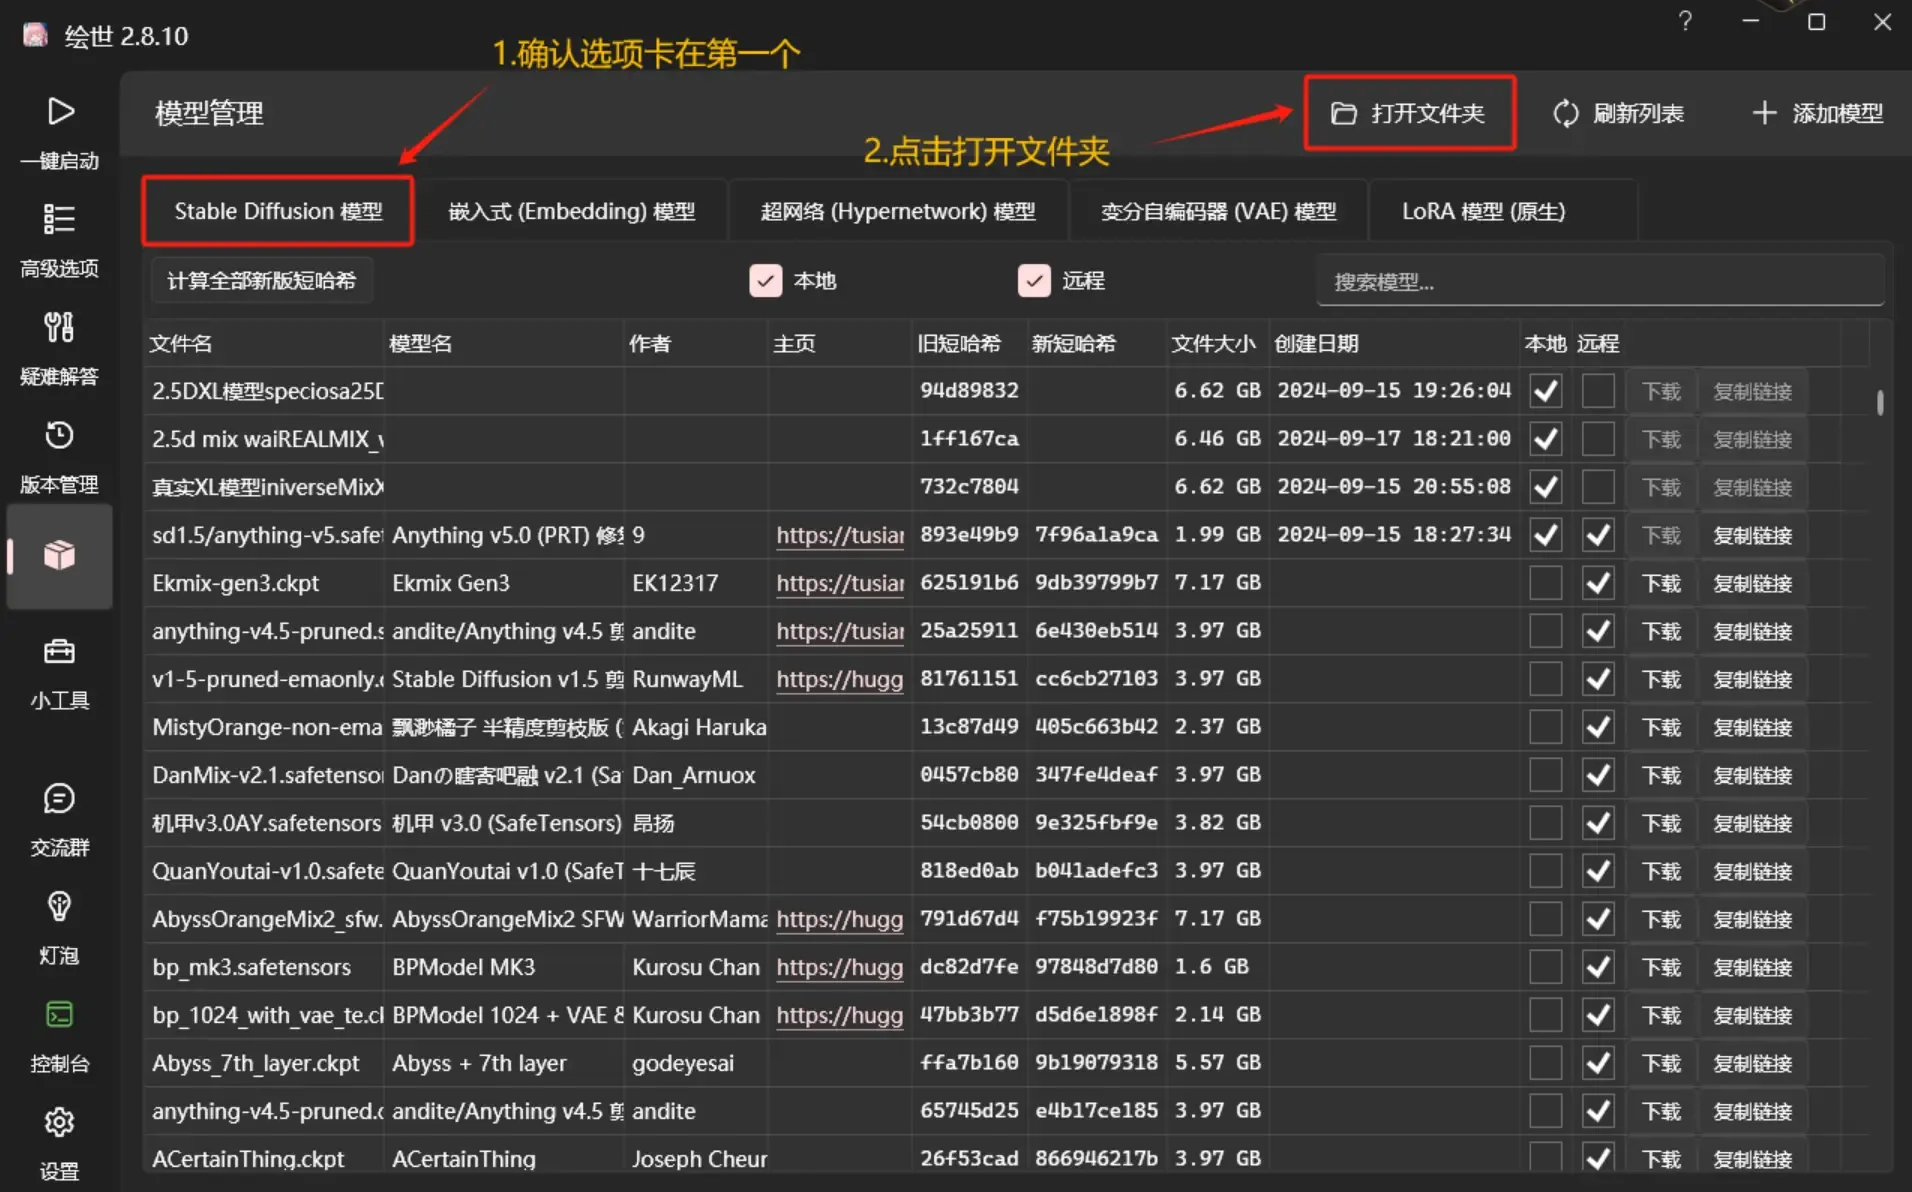 绘世 2.8.10
1.确认选项卡在第一个
模型管理
打开文件夹
刷新列表
添加模型
2.点击打开文件夹
一键启动
高级选项
疑难解答
版本管理
小工具
交流群
灯泡
控制台
设置
Stable Diffusion 模型
嵌入式 (Embedding) 模型
超网络 (Hypernetwork) 模型
变分自编码器 (VAE) 模型
LoRA 模型 (原生)
计算全部新版短哈希
本地
远程
搜索模型...
文件名 模型名 作者 主页 旧短哈希 新短哈希 文件大小 创建日期 本地 远程
2.5DXL模型speciosa25D 94d89832 6.62 GB 2024-09-15 19:26:04 下载 复制链接
2.5d mix waiREALMIX_v 1ff167ca 6.46 GB 2024-09-17 18:21:00 下载 复制链接
真实XL模型iniverseMixX 732c7804 6.62 GB 2024-09-15 20:55:08 下载 复制链接
sd1.5/anything-v5.safet Anything v5.0 (PRT) 修复 9 https://tusiar 893e49b9 7f96a1a9ca 1.99 GB 2024-09-15 18:27:34 下载 复制链接
Ekmix-gen3.ckpt Ekmix Gen3 EK12317 https://tusiar 625191b6 9db39799b7 7.17 GB 下载 复制链接
anything-v4.5-pruned.s andite/Anything v4.5 剪 andite https://tusiar 25a25911 6e430eb514 3.97 GB 下载 复制链接
v1-5-pruned-emaonly.c Stable Diffusion v1.5 剪 RunwayML https://hugg 81761151 cc6cb27103 3.97 GB 下载 复制链接
MistyOrange-non-ema 飘渺橘子 半精度剪枝版 ( Akagi Haruka 13c87d49 405c663b42 2.37 GB 下载 复制链接
DanMix-v2.1.safetensor Danの瞎寄吧融 v2.1 (Sa Dan_Arnuox 0457cb80 347fe4deaf 3.97 GB 下载 复制链接
机甲v3.0AY.safetensors 机甲 v3.0 (SafeTensors) 昂扬 54cb0800 9e325fbf9e 3.82 GB 下载 复制链接
QuanYoutai-v1.0.safete QuanYoutai v1.0 (SafeT 十七辰 818ed0ab b041adefc3 3.97 GB 下载 复制链接
AbyssOrangeMix2_sfw. AbyssOrangeMix2 SFW WarriorMama https://hugg 791d67d4 f75b19923f 7.17 GB 下载 复制链接
bp_mk3.safetensors BPModel MK3 Kurosu Chan https://hugg dc82d7fe 97848d7d80 1.6 GB 下载 复制链接
bp_1024_with_vae_te.cl BPModel 1024 + VAE & Kurosu Chan https://hugg 47bb3b77 d5d6e1898f 2.14 GB 下载 复制链接
Abyss_7th_layer.ckpt Abyss + 7th layer godeyesai ffa7b160 9b19079318 5.57 GB 下载 复制链接
anything-v4.5-pruned.c andite/Anything v4.5 剪 andite 65745d25 e4b17ce185 3.97 GB 下载 复制链接
ACertainThing.ckpt ACertainThing Joseph Cheur 26f53cad 866946217b 3.97 GB 下载 复制链接